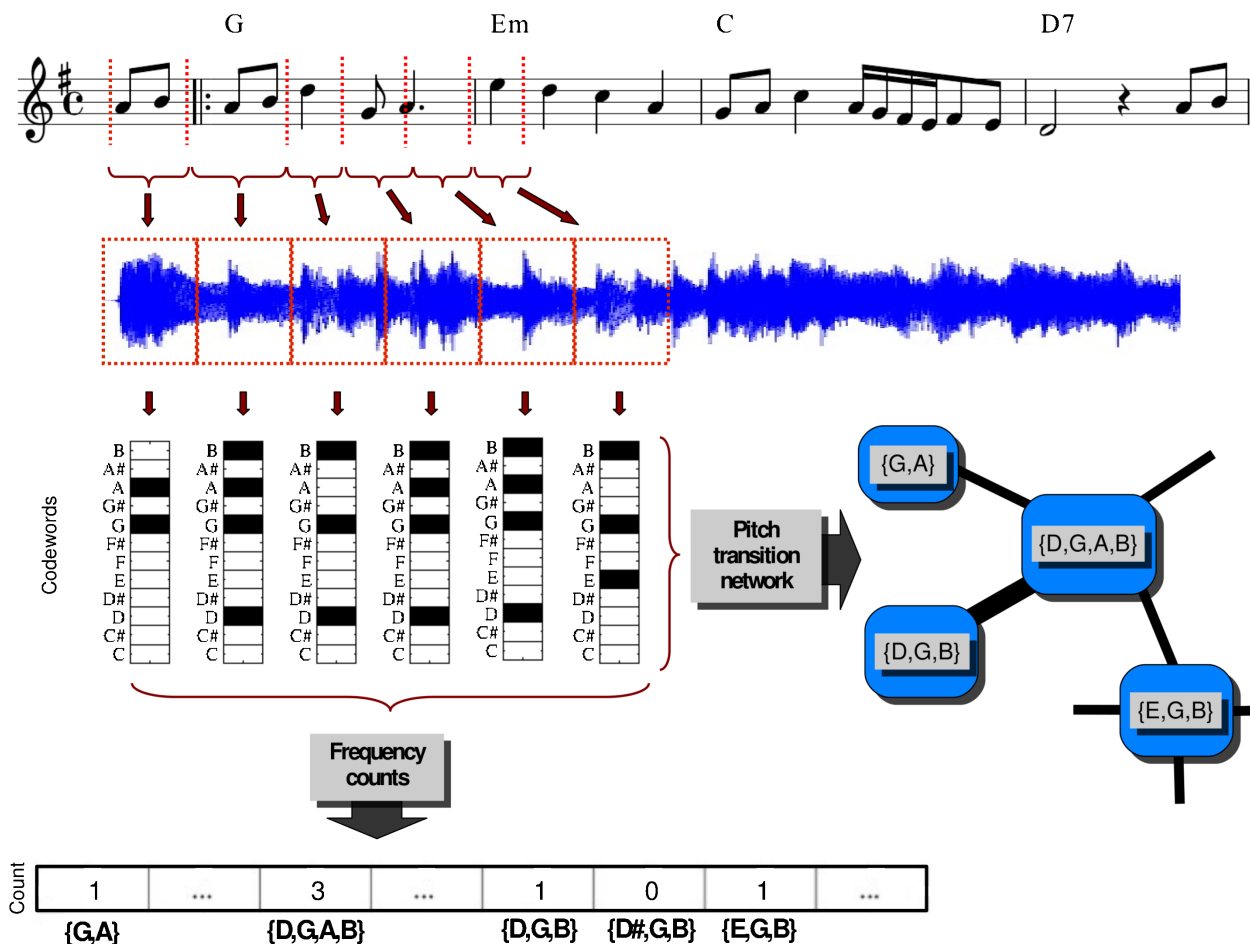 G Em C D7
Codewords
B B B B B B
A# A# A# A# A# A#
A A A A A A
G# G# G# G# G# G#
G G G G G G
F# F# F# F# F# F#
F F F F F F
E E E E E E
D# D# D# D# D# D#
D D D D D D
C# C# C# C# C# C#
C C C C C C
Pitch
transition
network
{G,A}
{D,G,A,B}
{D,G,B}
{E,G,B}
Frequency
counts
Count
1 ... 3 ... 1 0 1 ...
{G,A} {D,G,A,B} {D,G,B} {D#,G,B} {E,G,B}